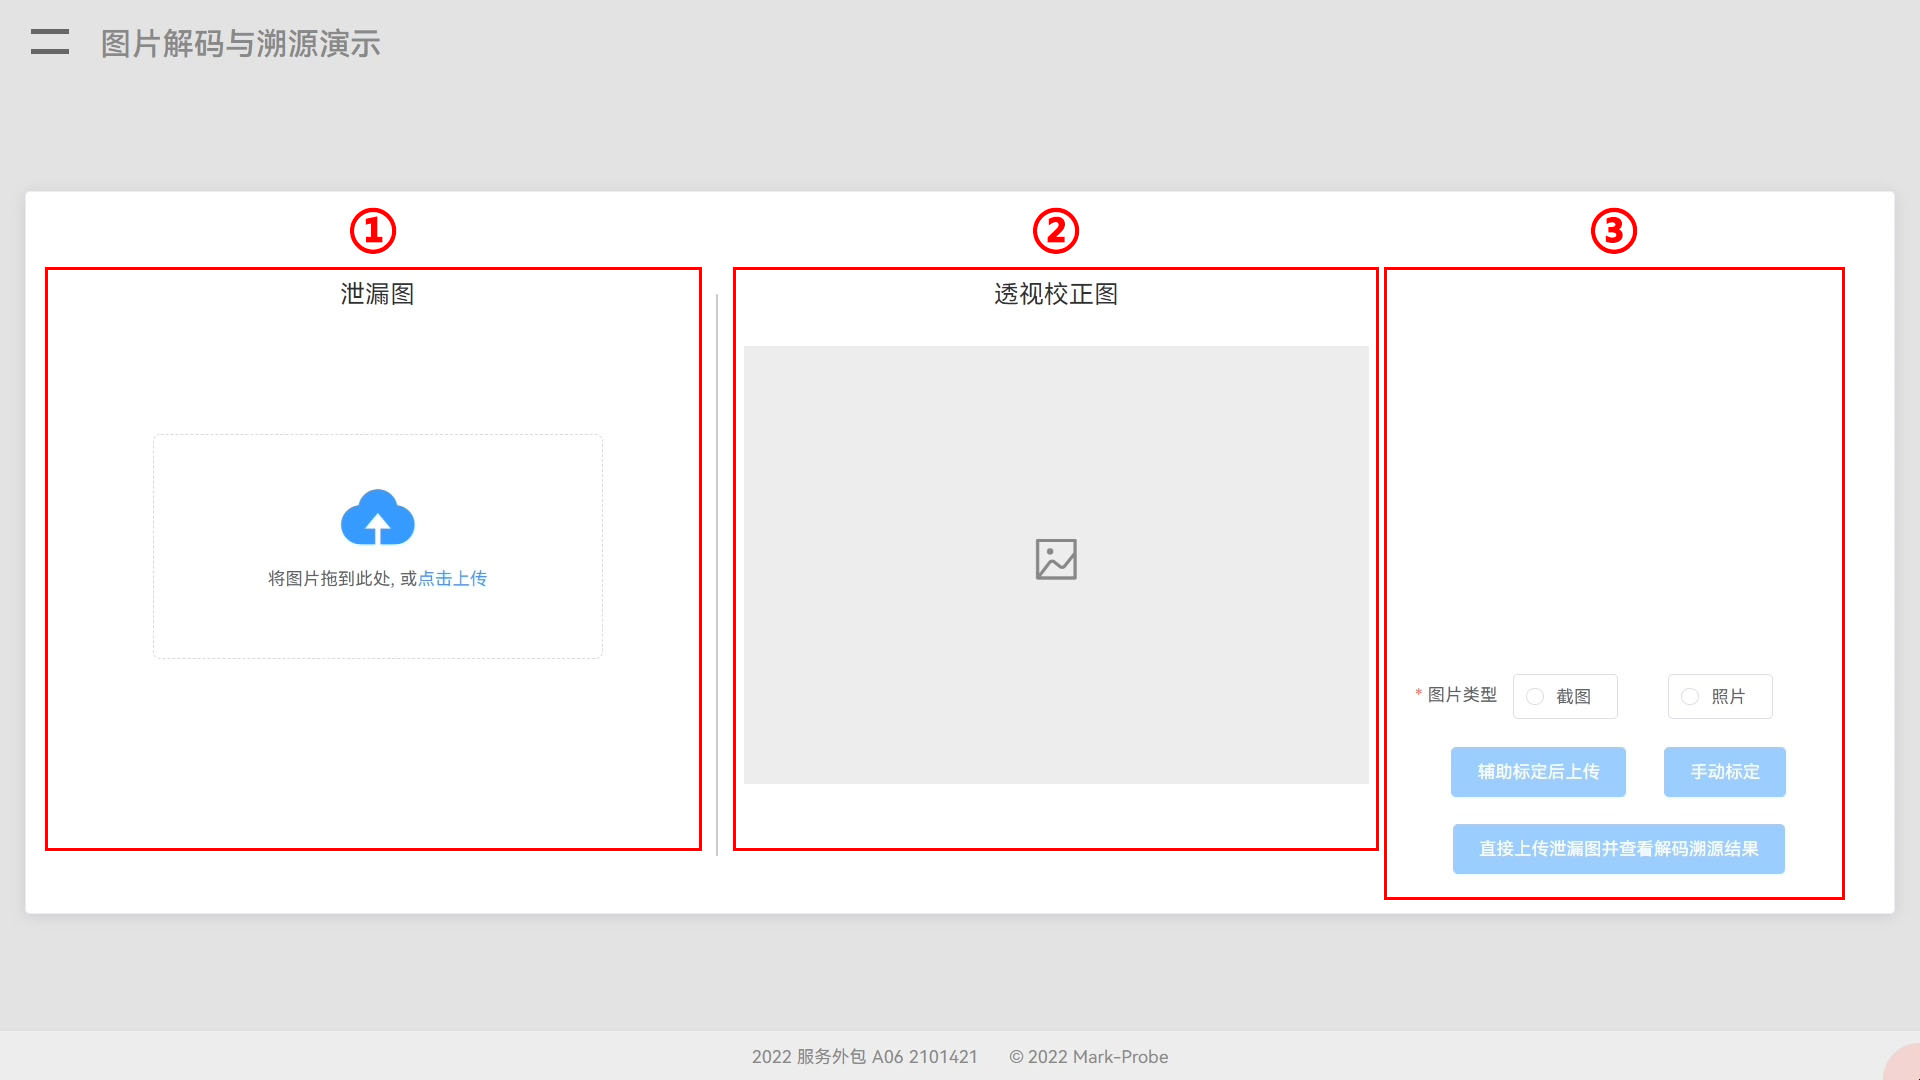 图片解码与溯源演示
①
②
③
泄漏图
透视校正图
将图片拖到此处, 或点击上传
* 图片类型
截图
照片
辅助标定后上传
手动标定
直接上传泄漏图并查看解码溯源结果
2022 服务外包 A06 2101421 © 2022 Mark-Probe